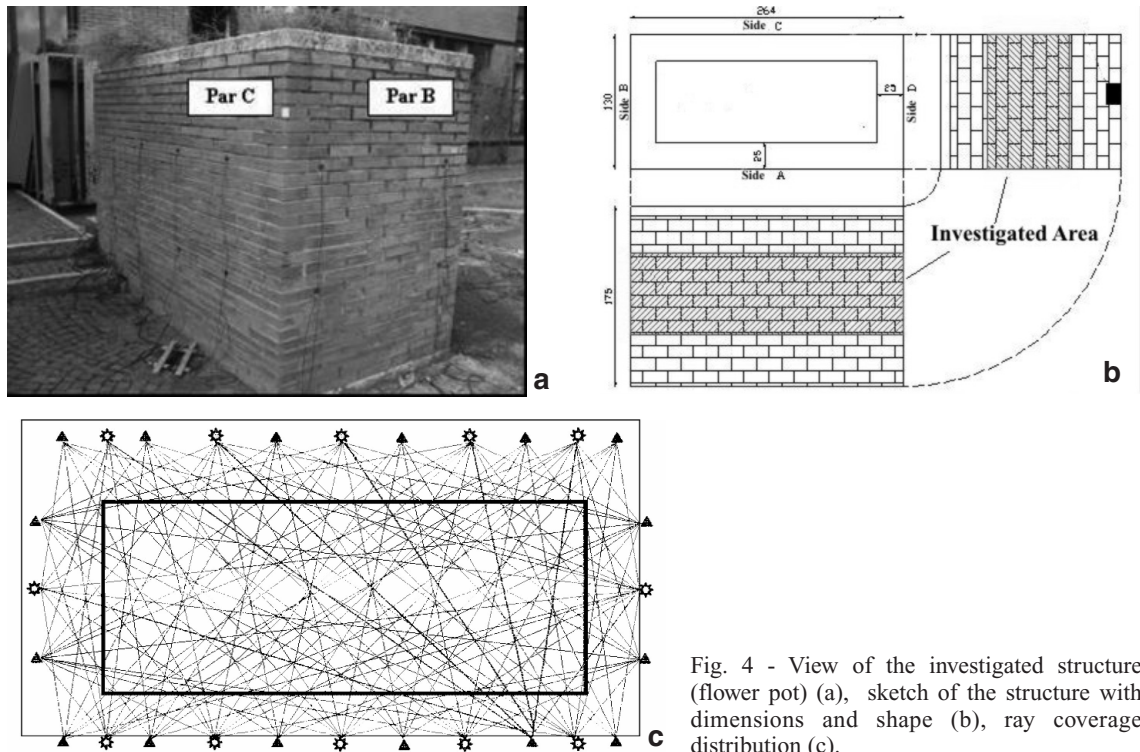 Par C
Par B
a
264
Side C
130
Side B
23
Side D
25
Side A
Investigated Area
175
b
c
Fig. 4 - View of the investigated structure
(flower pot) (a), sketch of the structure with
dimensions and shape (b), ray coverage
distribution (c).